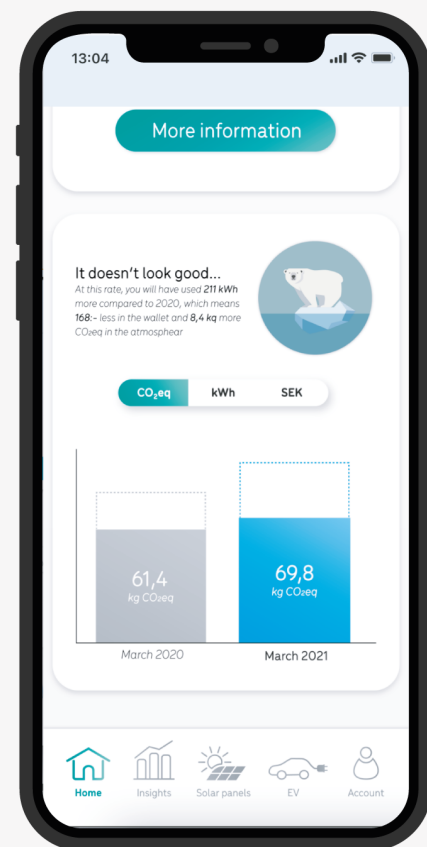 13:04
More information
It doesn't look good...
At this rate, you will have used 211 kWh
more compared to 2020, which means
168:- less in the wallet and 8,4 kg more
CO₂eq in the atmosphear
CO₂eq kWh SEK
61,4
kg CO₂eq
69,8
kg CO₂eq
March 2020 March 2021
Home Insights Solar panels EV Account